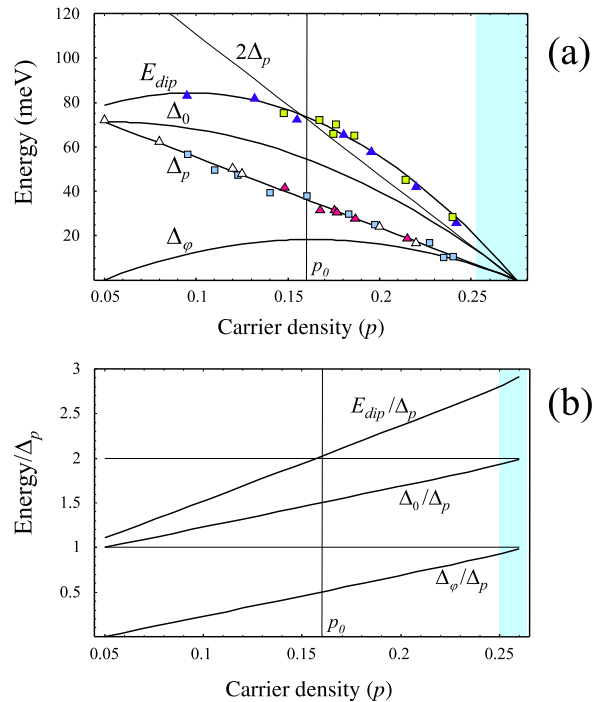 120
100
80
60
40
20
0.05 0.1 0.15 0.2 0.25
Energy (meV)
Carrier density (p)
2Δp
E_dip
Δ0
Δp
Δφ
p0
(a)
3
2.5
2
1.5
1
0.5
0.05 0.1 0.15 0.2 0.25
Energy/Δp
Carrier density (p)
E_dip/Δp
Δ0/Δp
Δφ/Δp
p0
(b)